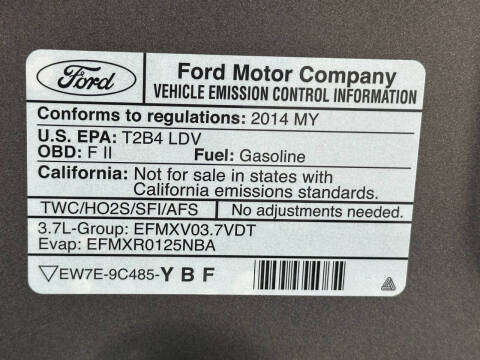 Ford
Ford Motor Company
VEHICLE EMISSION CONTROL INFORMATION
Conforms to regulations: 2014 MY
U.S. EPA: T2B4 LDV
OBD: F II Fuel: Gasoline
California: Not for sale in states with
California emissions standards.
TWC/HO2S/SFI/AFS No adjustments needed.
3.7L-Group: EFMXV03.7VDT
Evap: EFMXR0125NBA
EW7E-9C485-YBF